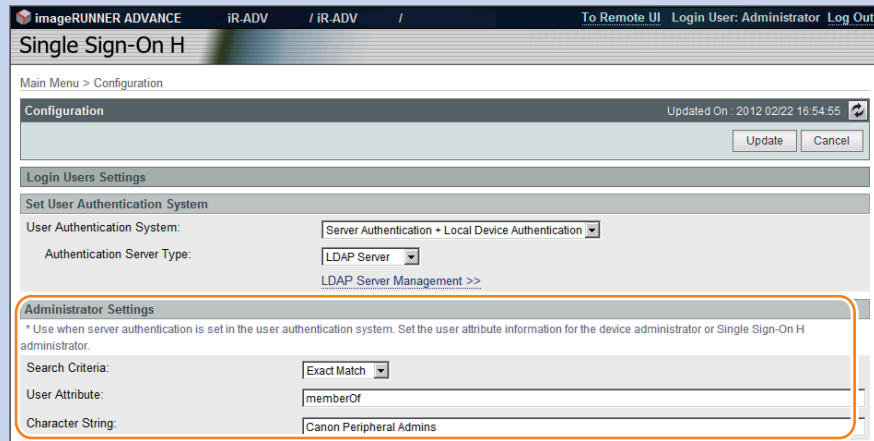 imageRUNNER ADVANCE iR-ADV / iR-ADV / To Remote UI Login User: Administrator Log Out
Single Sign-On H
Main Menu > Configuration
Configuration Updated On : 2012 02/22 16:54:55
Update Cancel
Login Users Settings
Set User Authentication System
User Authentication System: Server Authentication + Local Device Authentication
Authentication Server Type: LDAP Server
LDAP Server Management >>
Administrator Settings
* Use when server authentication is set in the user authentication system. Set the user attribute information for the device administrator or Single Sign-On H
administrator.
Search Criteria: Exact Match
User Attribute: memberOf
Character String: Canon Peripheral Admins